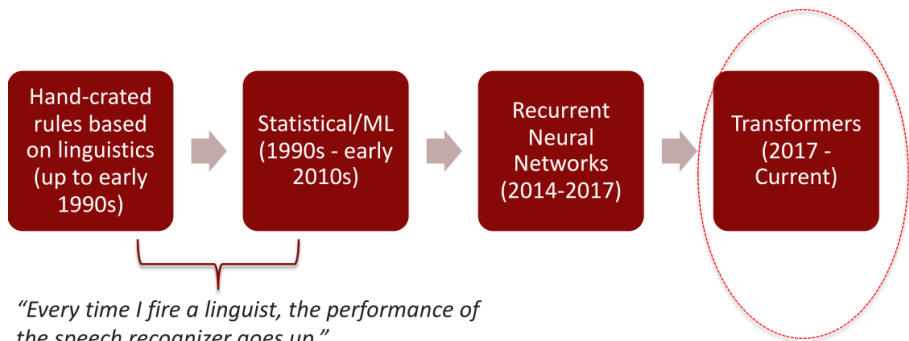 Hand-crated
rules based
on linguistics
(up to early
1990s)
Statistical/ML
(1990s - early
2010s)
Recurrent
Neural
Networks
(2014-2017)
Transformers
(2017 -
Current)
“Every time I fire a linguist, the performance of
the speech recognizer goes up.”